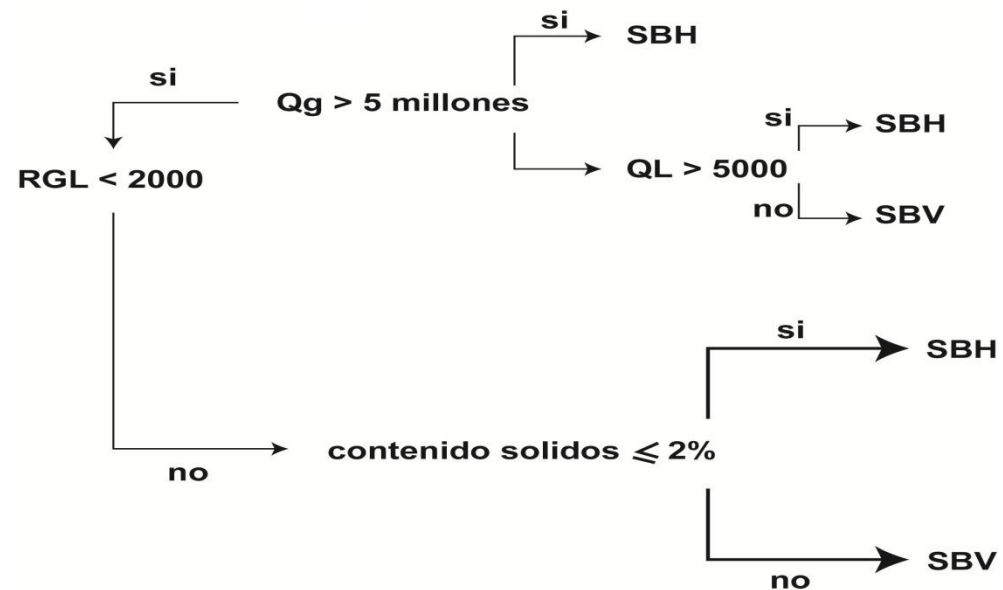 si
SBH
si
Qg > 5 millones
si
SBH
RGL < 2000
QL > 5000
no
SBV
si
SBH
contenido solidos ⩽ 2%
no
no
SBV